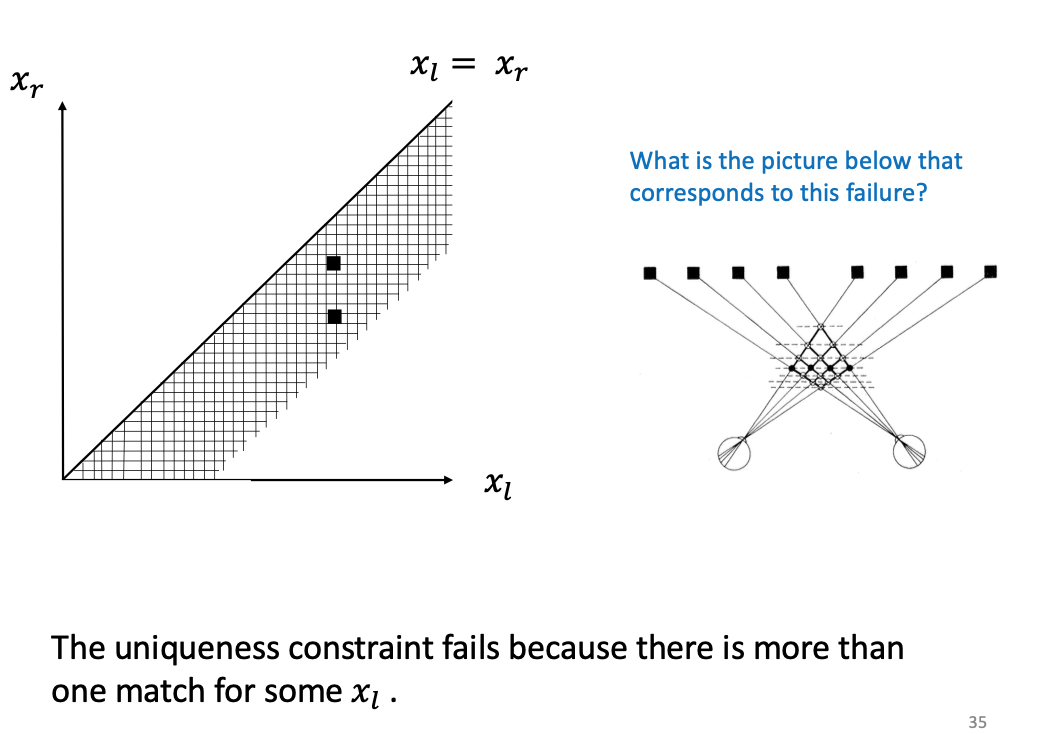 x_l = x_r
x_r
What is the picture below that
corresponds to this failure?
x_l
The uniqueness constraint fails because there is more than
one match for some x_l .
35